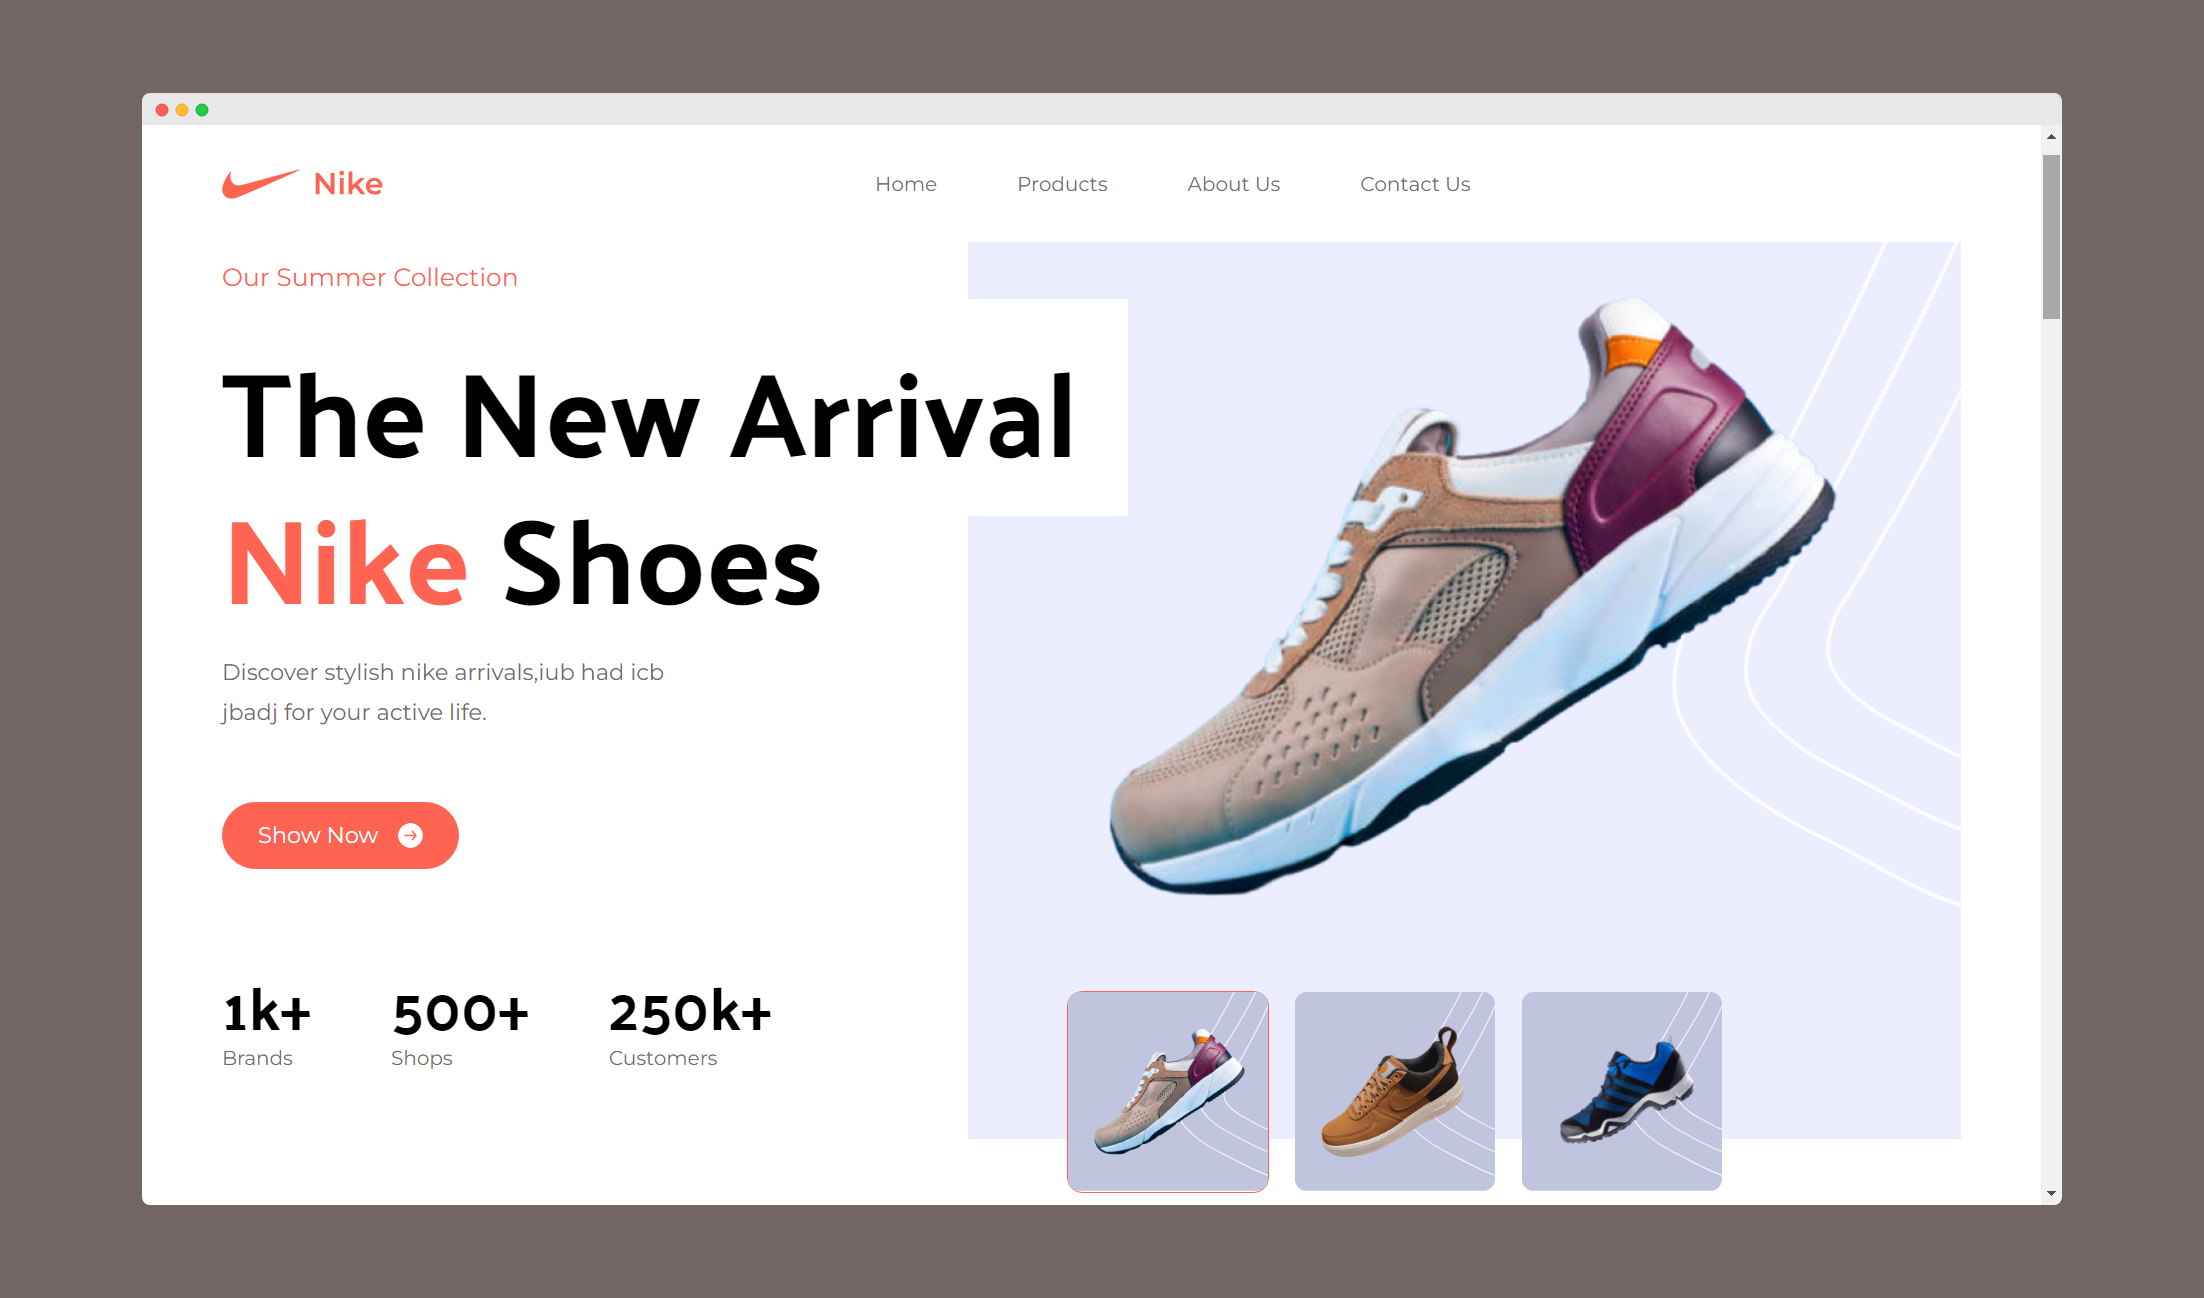 Nike
Home
Products
About Us
Contact Us
Our Summer Collection
The New Arrival
Nike Shoes
Discover stylish nike arrivals,iub had icb
jbadj for your active life.
Show Now
1k+
Brands
500+
Shops
250k+
Customers